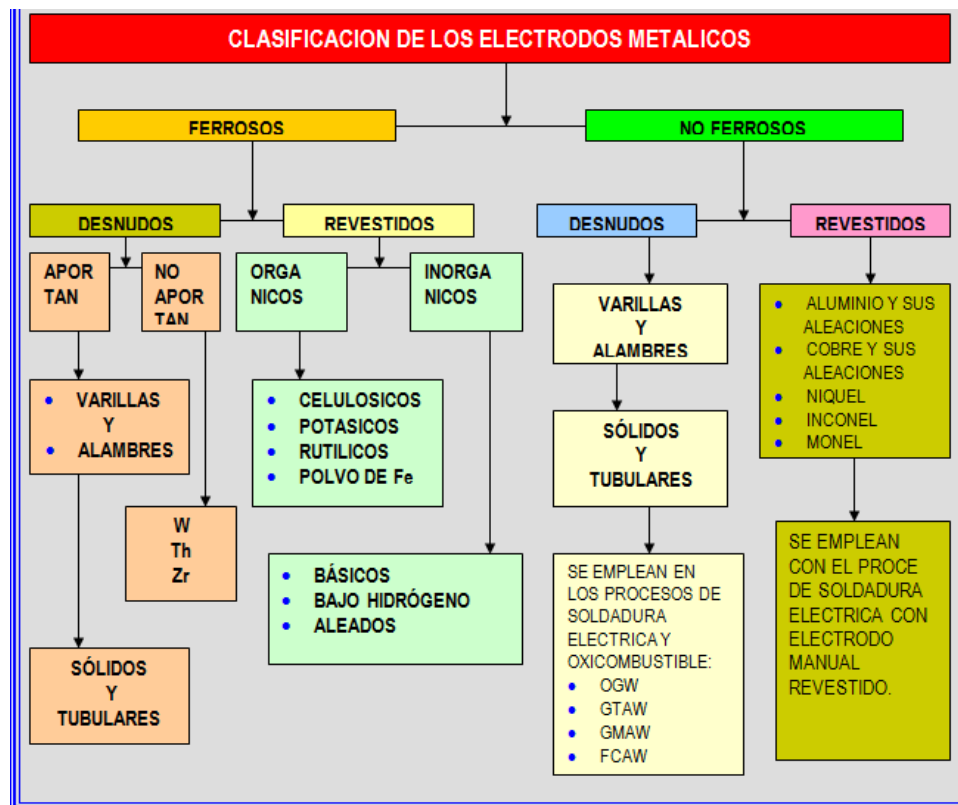 CLASIFICACION DE LOS ELECTRODOS METALICOS
FERROSOS
NO FERROSOS
DESNUDOS
REVESTIDOS
DESNUDOS
REVESTIDOS
APOR
TAN
NO
APOR
TAN
ORGA
NICOS
INORGA
NICOS
VARILLAS
Y
ALAMBRES
• ALUMINIO Y SUS
ALEACIONES
• COBRE Y SUS
ALEACIONES
• NIQUEL
• INCONEL
• MONEL
• VARILLAS
Y
• ALAMBRES
• CELULOSICOS
• POTASICOS
• RUTILICOS
• POLVO DE Fe
SÓLIDOS
Y
TUBULARES
W
Th
Zr
• BÁSICOS
• BAJO HIDRÓGENO
• ALEADOS
SE EMPLEAN EN
LOS PROCESOS DE
SOLDADURA
ELECTRICA Y
OXICOMBUSTIBLE:
• OGW
• GTAW
• GMAW
• FCAW
SE EMPLEAN
CON EL PROCE
DE SOLDADURA
ELECTRICA CON
ELECTRODO
MANUAL
REVESTIDO.
SÓLIDOS
Y
TUBULARES